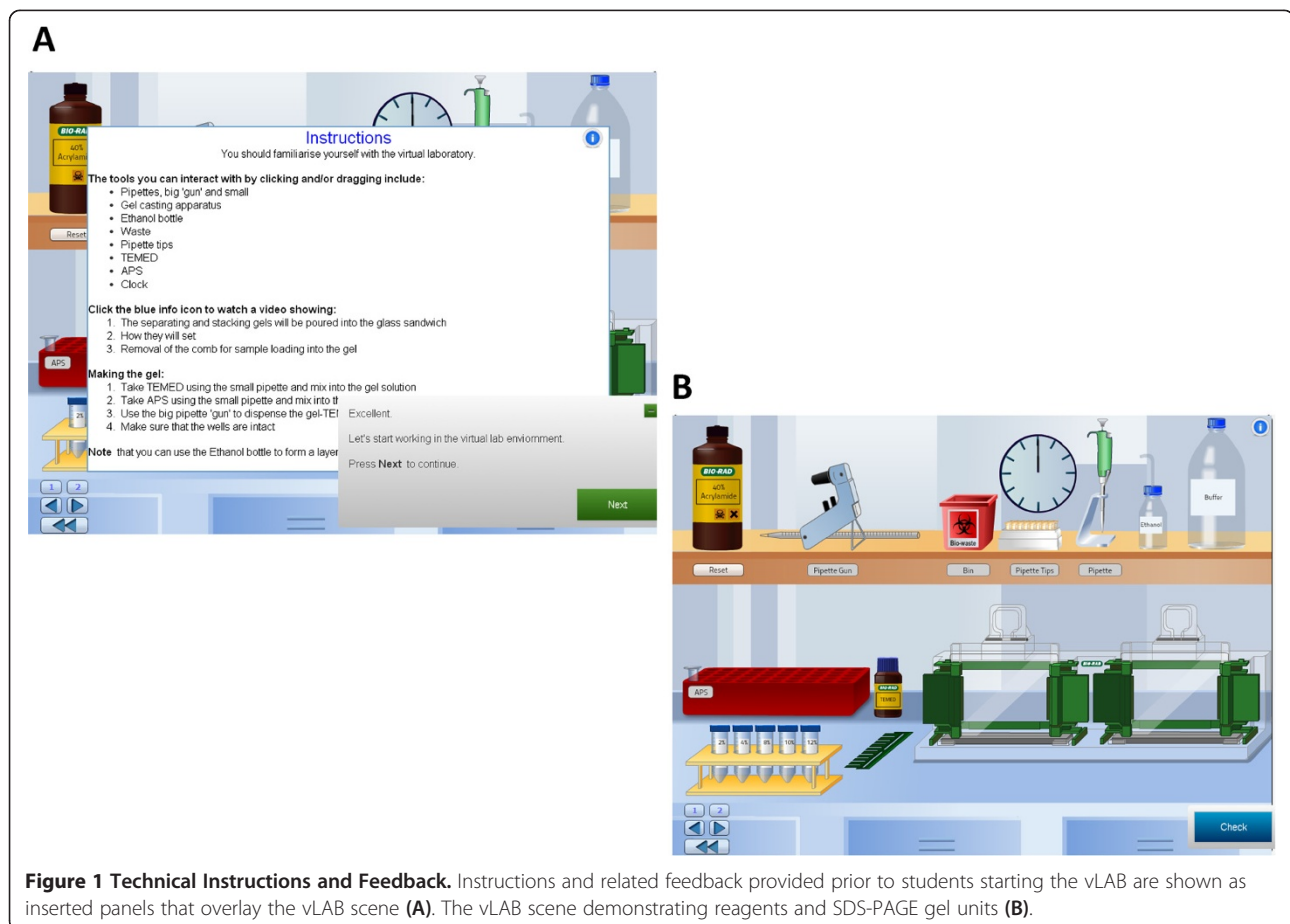 A
BIO-RAD
40%
Instructions
You should familiarise yourself with the virtual laboratory.
The tools you can interact with by clicking and/or dragging include:
• Pipettes, big 'gun' and small
• Gel casting apparatus
• Ethanol bottle
• Waste
• Pipette tips
• TEMED
• APS
• Clock
Reset
Click the blue info icon to watch a video showing:
1. The separating and stacking gels will be poured into the glass sandwich
2. How they will set
3. Removal of the comb for sample loading into the gel
APS
Making the gel:
1. Take TEMED using the small pipette and mix into the gel solution
2. Take APS using the small pipette and mix into
3. Use the big pipette 'gun' to dispense the
4. Make sure that the wells are intact
Note that you can use the Ethanol bottle to form a layer
2%
1 2
Excellent.
Let's start working in the virtual lab enviornment.
Press Next to continue.
Next
B
BIO-RAD
40%
Acrylamide
Bio-waste
Ethanol
Buffer
Reset
Pipette Gun
Bin
Pipette Tips
Pipette
BIO-RAD
APS
BIO-RAD
TEMED
2% 4% 8% 10% 12%
1 2
Check
Figure 1 Technical Instructions and Feedback. Instructions and related feedback provided prior to students starting the vLAB are shown as
inserted panels that overlay the vLAB scene (A). The vLAB scene demonstrating reagents and SDS-PAGE gel units (B).